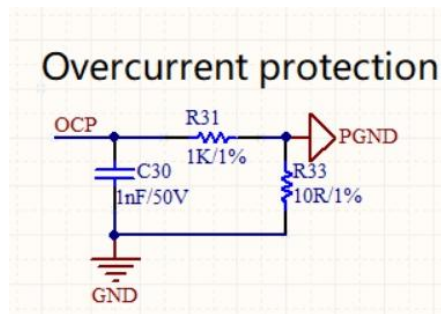 Overcurrent protection
OCP
R31
1K/1%
PGND
C30
1nF/50V
R33
10R/1%
GND